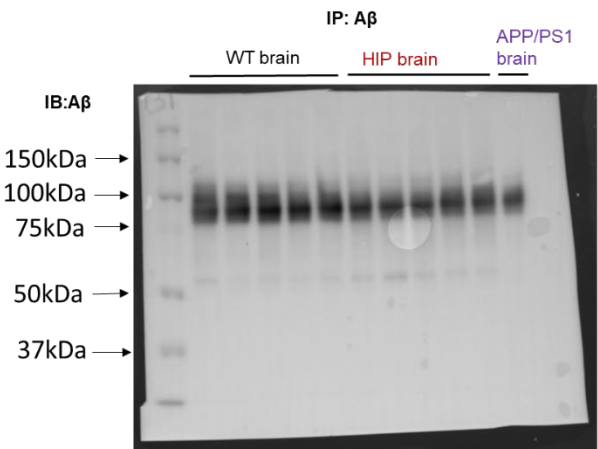 IP: Aβ
WT brain
HIP brain
APP/PS1
brain
IB:Aβ
150kDa
100kDa
75kDa
50kDa
37kDa